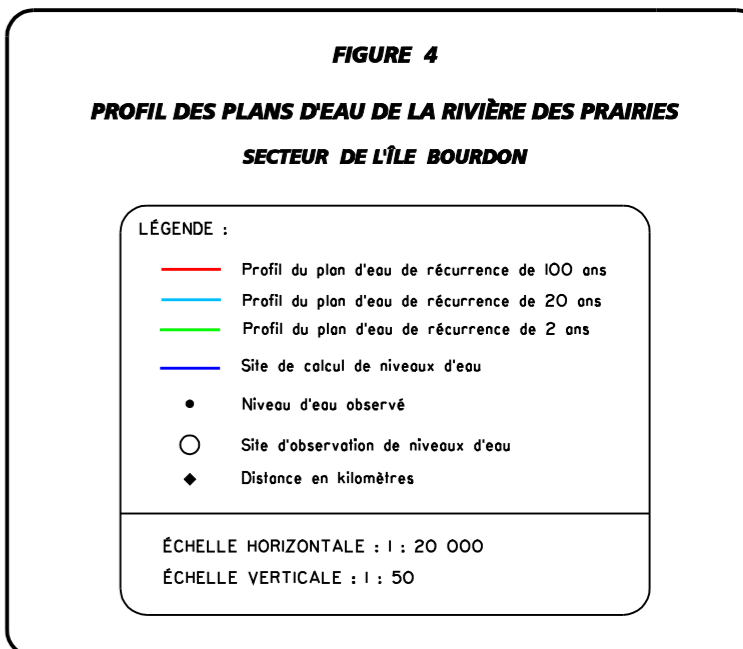 FIGURE 4
PROFIL DES PLANS D'EAU DE LA RIVIÈRE DES PRAIRIES
SECTEUR DE L'ÎLE BOURDON
LÉGENDE :
Profil du plan d'eau de récurrence de 100 ans
Profil du plan d'eau de récurrence de 20 ans
Profil du plan d'eau de récurrence de 2 ans
Site de calcul de niveaux d'eau
Niveau d'eau observé
Site d'observation de niveaux d'eau
Distance en kilomètres
ÉCHELLE HORIZONTALE : 1 : 20 000
ÉCHELLE VERTICALE : 1 : 50